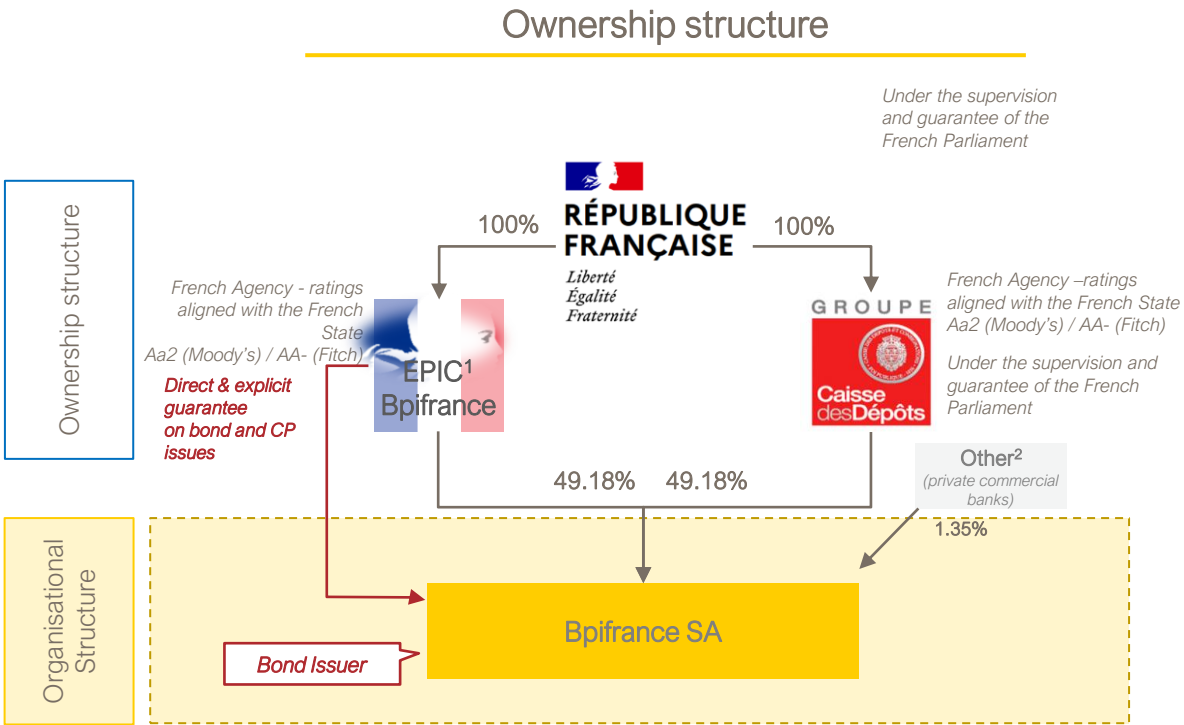 Ownership structure
Under the supervision
and guarantee of the
French Parliament
Ownership structure
RÉPUBLIQUE
FRANÇAISE
Liberté
Égalité
Fraternité
100%
100%
French Agency - ratings
aligned with the French
State
Aa2 (Moody's) / AA- (Fitch)
Direct & explicit
guarantee
on bond and CP
issues
EPIC¹
Bpifrance
GROUPE
Caisse
desDépôts
French Agency –ratings
aligned with the French State
Aa2 (Moody's) / AA- (Fitch)
Under the supervision and
guarantee of the French
Parliament
49.18%
49.18%
Other²
(private commercial
banks)
1.35%
Organisational
Structure
Bpifrance SA
Bond Issuer